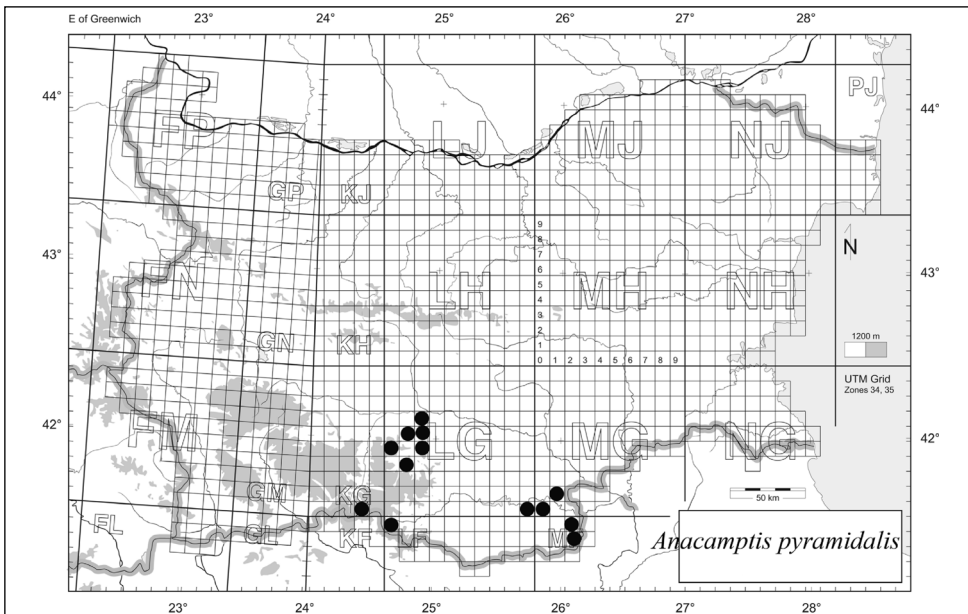 E of Greenwich 23° 24° 25° 26° 27° 28°
PJ
44° 44°
FP LJ MJ NJ
GP KJ
9
N
8
43° 7 43°
FN 6
LH MH NH
5
4
3
2
GN KH 1
1200 m
0 1 2 3 4 5 6 7 8 9
UTM Grid
Zones 34, 35
42° 42°
FM LG MG NG
GM KG
50 km
FL GL KF LF
Anacamptis pyramidalis
23° 24° 25° 26° 27° 28°